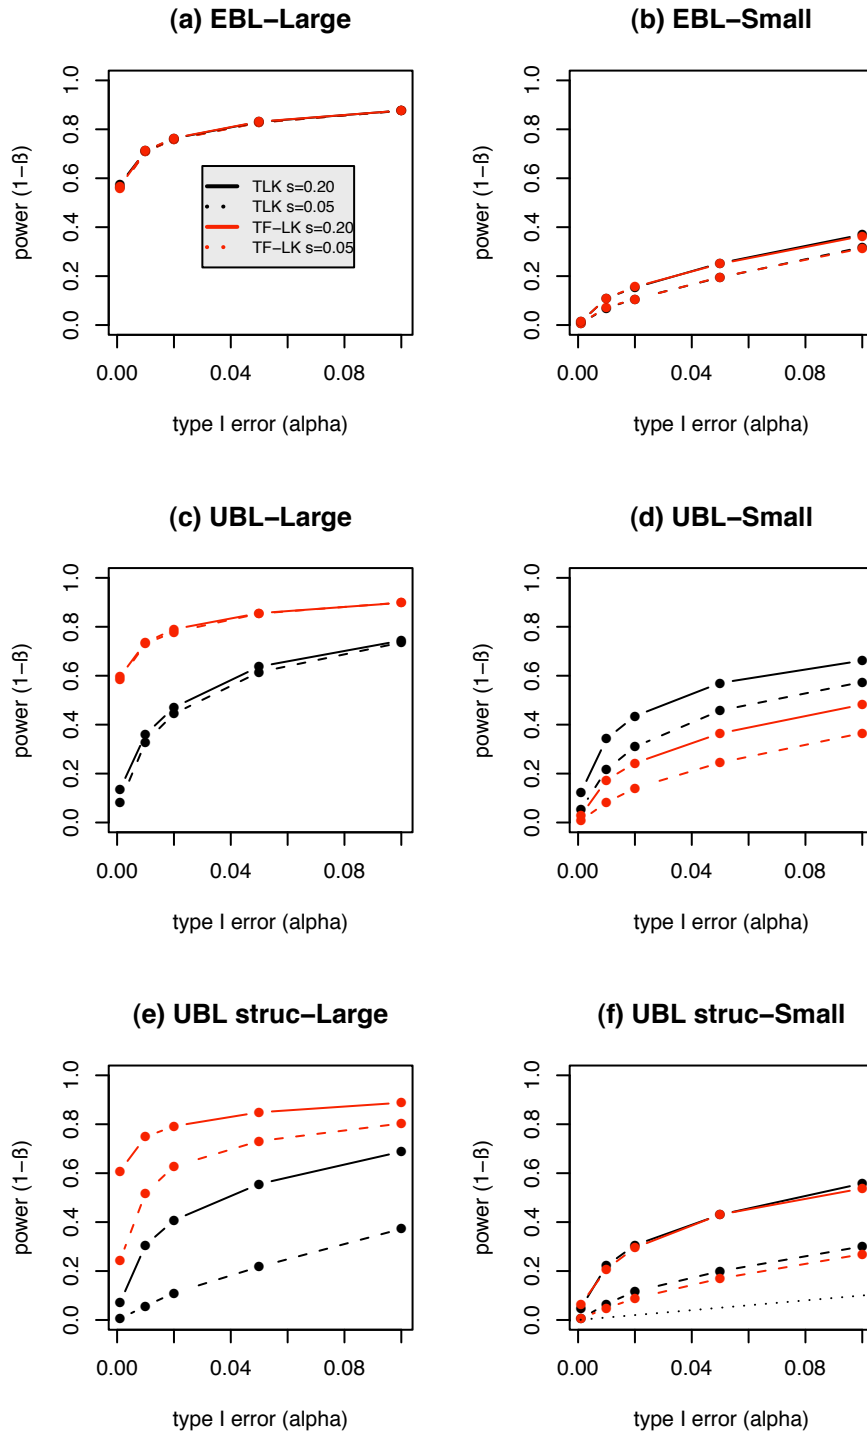 (a) EBL−Large
1.0
0.8
0.6
0.4
0.2
0.0
power (1−ß)
TLK s=0.20
TLK s=0.05
TF−LK s=0.20
TF−LK s=0.05
0.00 0.04 0.08
type I error (alpha)
(b) EBL−Small
1.0
0.8
0.6
0.4
0.2
0.0
power (1−ß)
0.00 0.04 0.08
type I error (alpha)
(c) UBL−Large
1.0
0.8
0.6
0.4
0.2
0.0
power (1−ß)
0.00 0.04 0.08
type I error (alpha)
(d) UBL−Small
1.0
0.8
0.6
0.4
0.2
0.0
power (1−ß)
0.00 0.04 0.08
type I error (alpha)
(e) UBL struc−Large
1.0
0.8
0.6
0.4
0.2
0.0
power (1−ß)
0.00 0.04 0.08
type I error (alpha)
(f) UBL struc−Small
1.0
0.8
0.6
0.4
0.2
0.0
power (1−ß)
0.00 0.04 0.08
type I error (alpha)